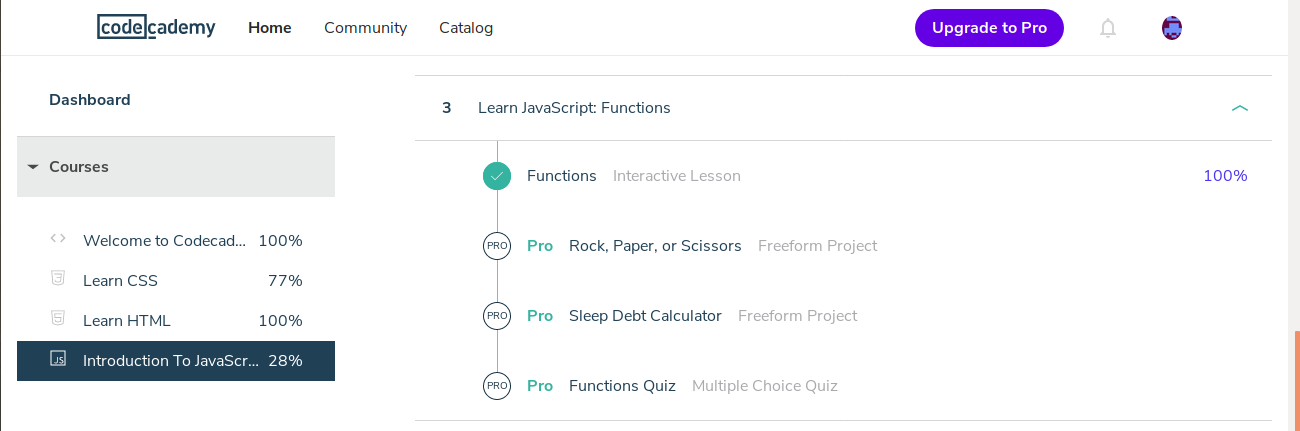 codecademy Home Community Catalog Upgrade to Pro
Dashboard
Courses
Welcome to Codecad... 100%
Learn CSS 77%
Learn HTML 100%
JS Introduction To JavaScr... 28%
3 Learn JavaScript: Functions
Functions Interactive Lesson 100%
PRO Pro Rock, Paper, or Scissors Freeform Project
PRO Pro Sleep Debt Calculator Freeform Project
PRO Pro Functions Quiz Multiple Choice Quiz